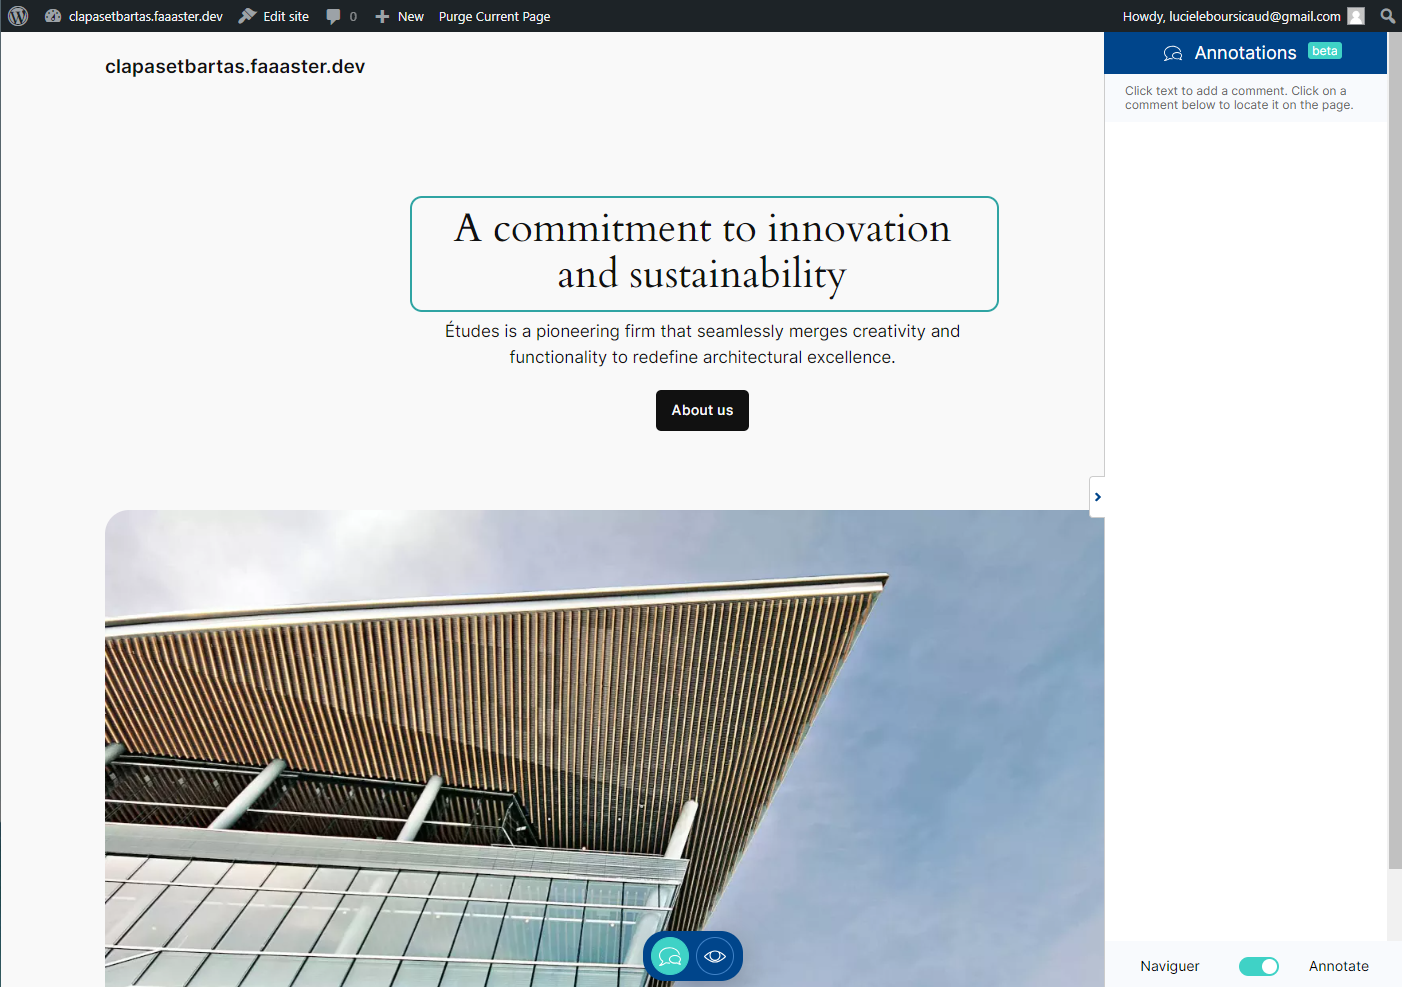 clapasetbartas.faaaster.dev Edit site 0 New Purge Current Page Howdy, lucieleboursicaud@gmail.com
clapasetbartas.faaaster.dev
A commitment to innovation
and sustainability
Études is a pioneering firm that seamlessly merges creativity and
functionality to redefine architectural excellence.
About us
Annotations beta
Click text to add a comment. Click on a
comment below to locate it on the page.
Naviguer Annotate